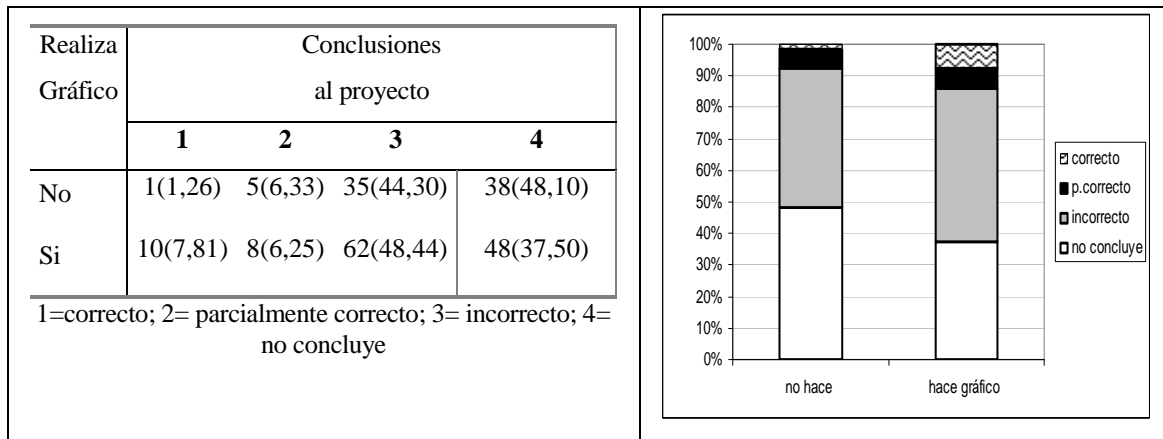 Realiza Conclusiones
Gráfico al proyecto
1 2 3 4
No 1(1,26) 5(6,33) 35(44,30) 38(48,10)
Si 10(7,81) 8(6,25) 62(48,44) 48(37,50)
1=correcto; 2= parcialmente correcto; 3= incorrecto; 4=
no concluye
100%
90%
80%
70%
60%
50%
40%
30%
20%
10%
0%
no hace hace gráfico
correcto
p.correcto
incorrecto
no concluye